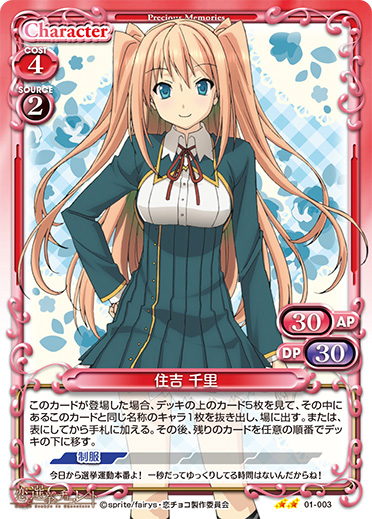 Precious Memories
Character
COST
4
SOURCE
2
30 AP
DP 30
住吉 千里
このカードが登場した場合、デッキの上のカード5枚を見て、その中に
あるこのカードと同じ名称のキャラ1枚を抜き出し、場に出す。または、
表にしてから手札に加える。その後、残りのカードを任意の順番でデッ
キの下に移す。
制服
今日から選挙運動本番よ! 一秒だってゆっくりしてる時間はないんだからね!
恋と選挙とチョコレート
©sprite/fairys・恋チョコ製作委員会
01-003